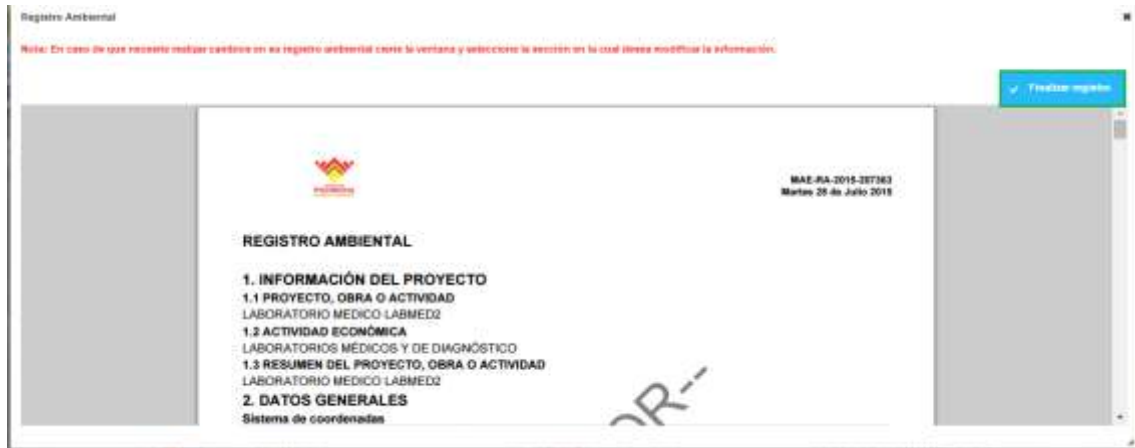 Registro Ambiental
Nota: En caso de que necesite realizar cambios en su registro ambiental cierre la ventana y seleccione la sección en la cual desea modificar la información.
Finalizar registro
MAE-RA-2015-207363
Martes 28 de Julio 2015
REGISTRO AMBIENTAL
1. INFORMACIÓN DEL PROYECTO
1.1 PROYECTO, OBRA O ACTIVIDAD
LABORATORIO MEDICO LABMED2
1.2 ACTIVIDAD ECONÓMICA
LABORATORIOS MÉDICOS Y DE DIAGNÓSTICO
1.3 RESUMEN DEL PROYECTO, OBRA O ACTIVIDAD
LABORATORIO MEDICO LABMED2
2. DATOS GENERALES
Sistema de coordenadas
OR--